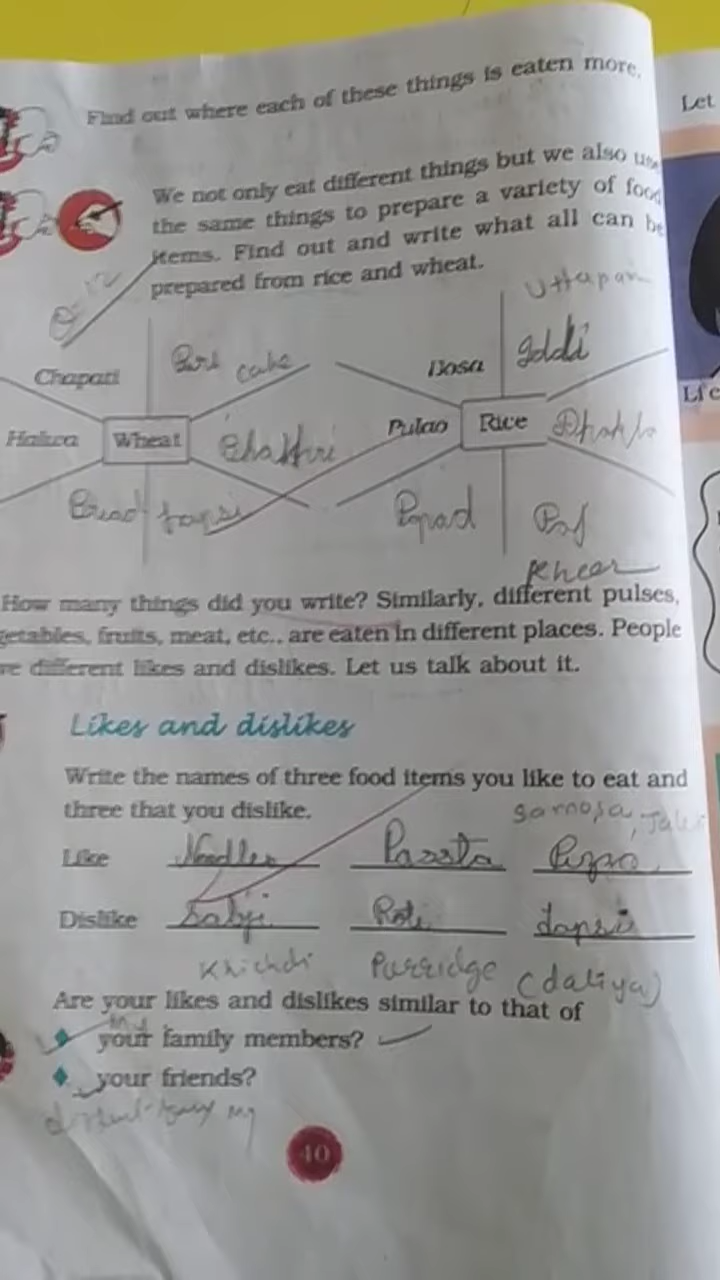 Find out where each of these things is eaten more.
Let
We not only eat different things but we also use
the same things to prepare a variety of food
items. Find out and write what all can be
prepared from rice and wheat.
Uttapam
Chapati Puri cake Dosa Iddli
Halwa Wheat Bhatturi Pulao Rice Dhokla
Bread Papad
Kheer
How many things did you write? Similarly, different pulses,
getables, fruits, meat, etc., are eaten in different places. People
ve different likes and dislikes. Let us talk about it.
Likes and dislikes
Write the names of three food items you like to eat and
three that you dislike.
Samosa,
Like Noodles Passta Pizza
Dislike Sabji Roti
Khichdi Purridge (daliya)
Are your likes and dislikes similar to that of
your family members?
your friends?
40